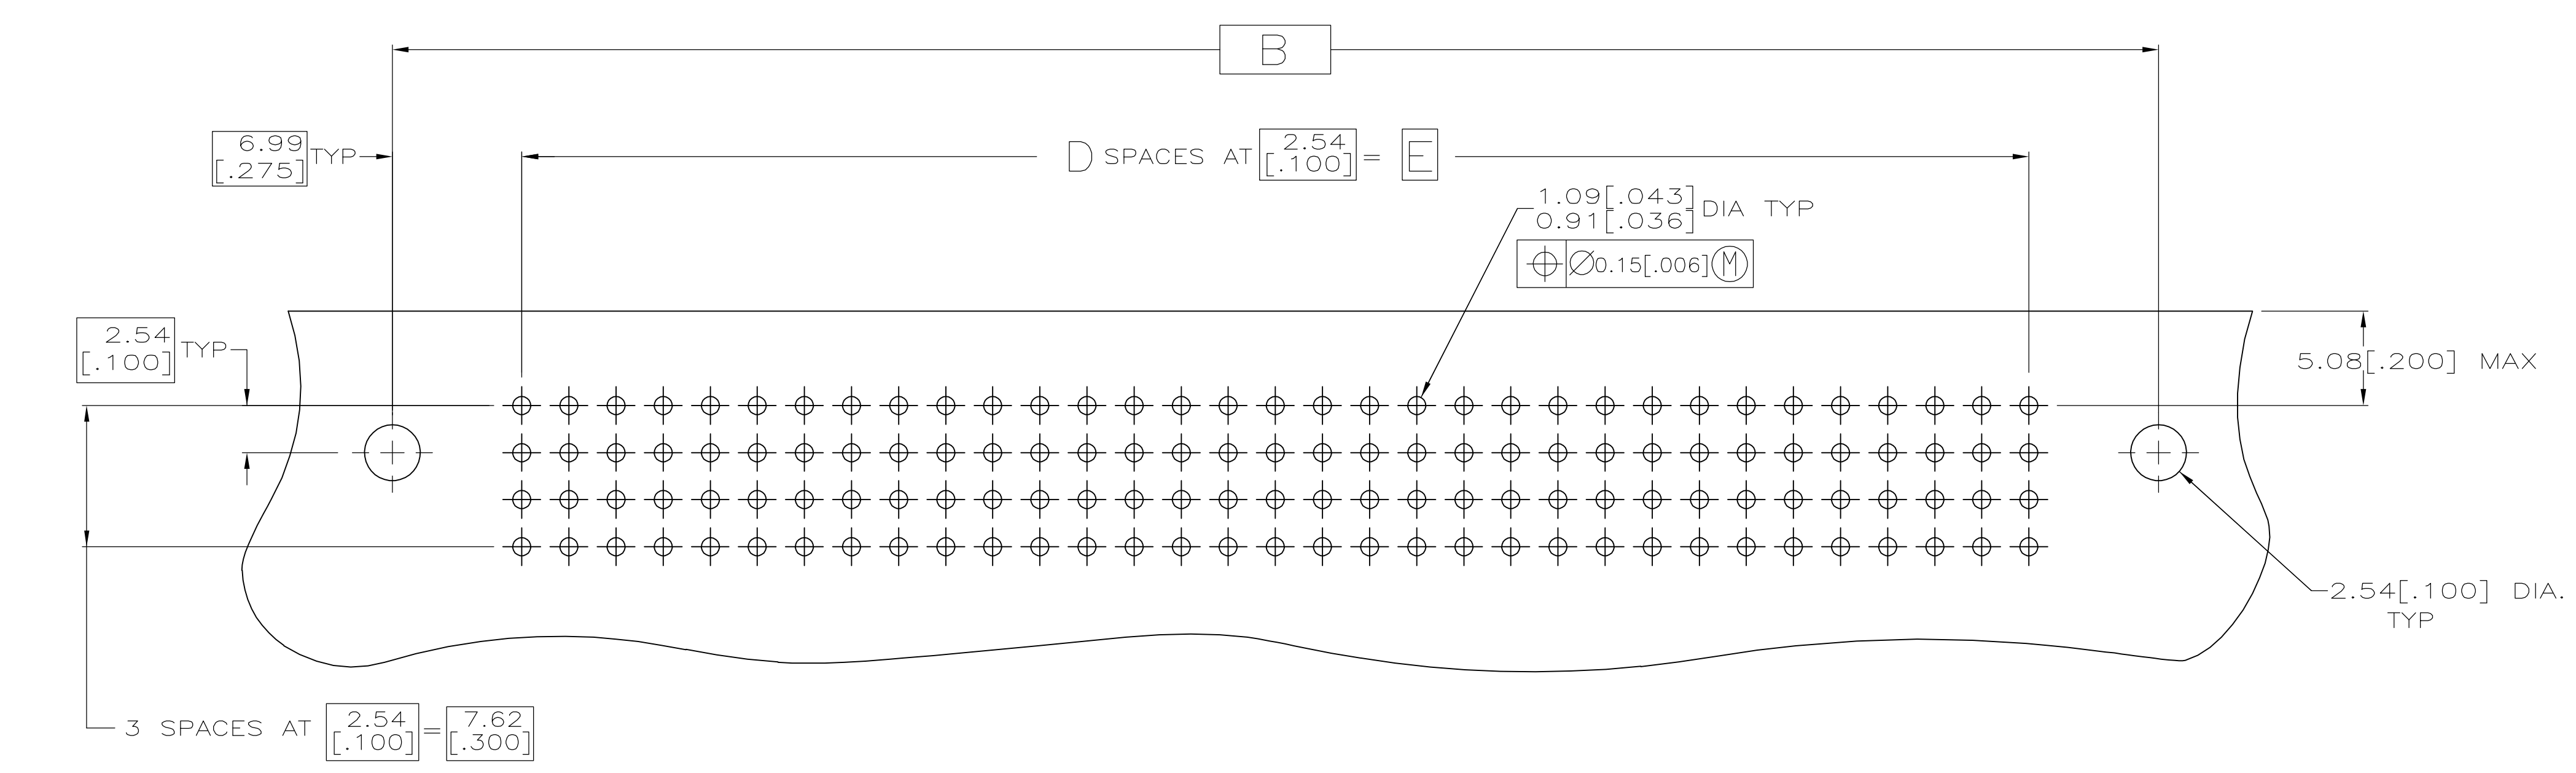 B
6.99
[.275] TYP
D SPACES AT 2.54
[.100] = E
1.09[.043]
0.91[.036] DIA TYP
⌖ ⌀0.15[.006]Ⓜ
2.54
[.100] TYP
5.08[.200] MAX
2.54[.100] DIA.
TYP
3 SPACES AT 2.54
[.100] = 7.62
[.300]